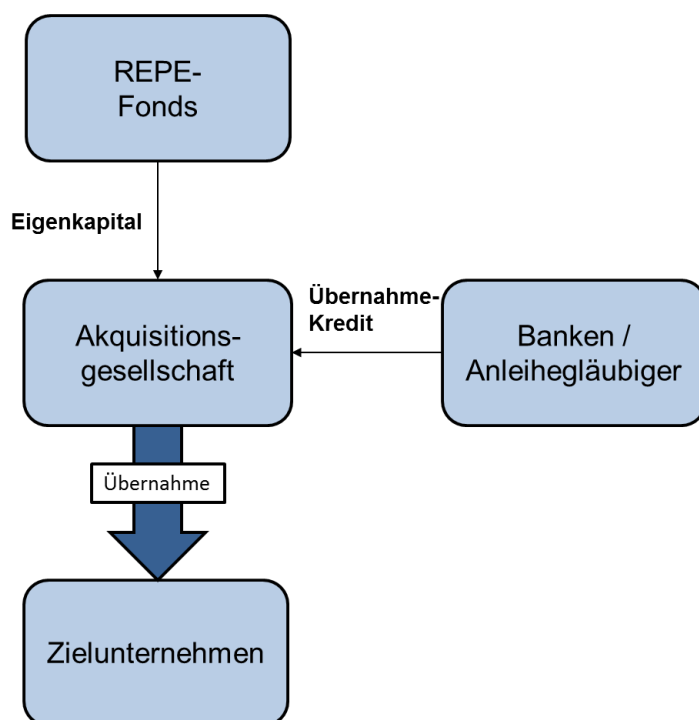 REPE-
Fonds
Eigenkapital
Übernahme-
Kredit
Akquisitions-
gesellschaft
Banken /
Anleihegläubiger
Übernahme
Zielunternehmen